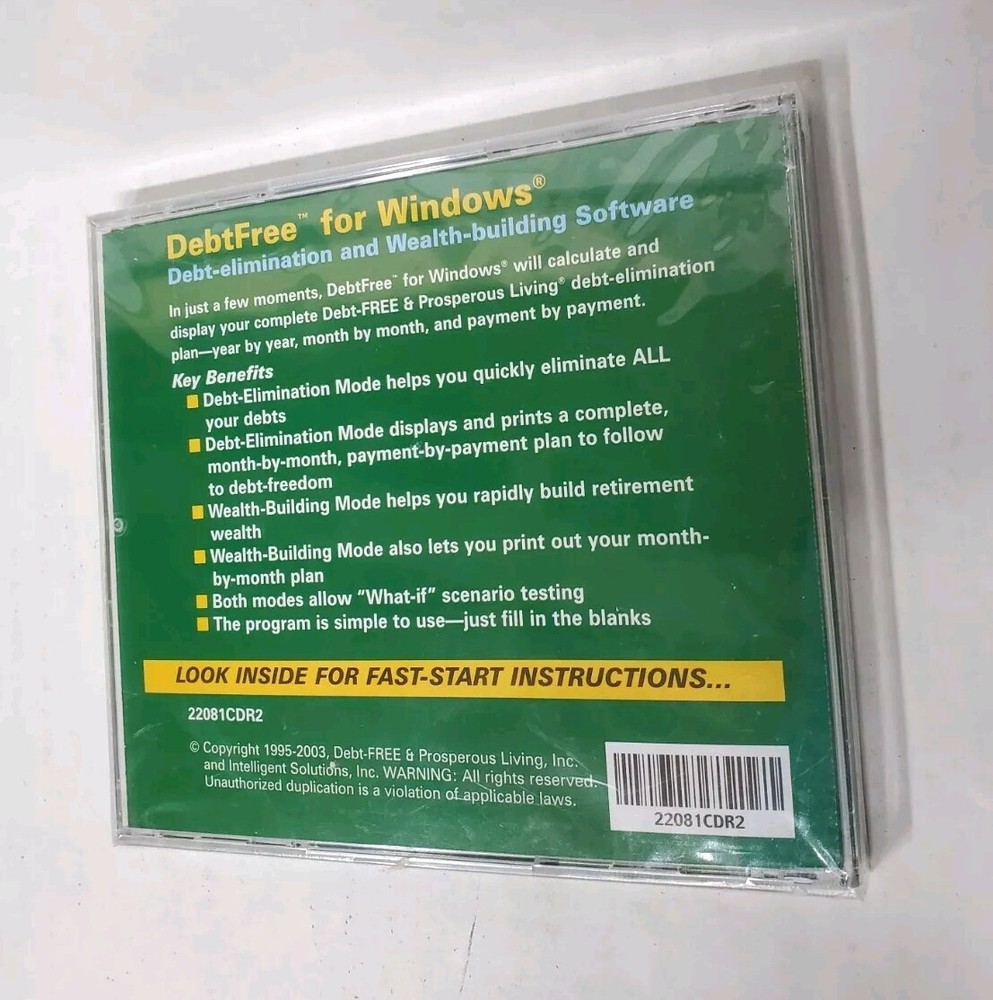 DebtFree™ for Windows®
Debt-elimination and Wealth-building Software
In just a few moments, DebtFree™ for Windows® will calculate and
display your complete Debt-FREE & Prosperous Living® debt-elimination
plan—year by year, month by month, and payment by payment.
Key Benefits
Debt-Elimination Mode helps you quickly eliminate ALL
your debts
Debt-Elimination Mode displays and prints a complete,
month-by-month, payment-by-payment plan to follow
to debt-freedom
Wealth-Building Mode helps you rapidly build retirement
wealth
Wealth-Building Mode also lets you print out your month-
by-month plan
Both modes allow “What-if” scenario testing
The program is simple to use—just fill in the blanks
LOOK INSIDE FOR FAST-START INSTRUCTIONS...
22081CDR2
© Copyright 1995-2003, Debt-FREE & Prosperous Living, Inc.
and Intelligent Solutions, Inc. WARNING: All rights reserved.
Unauthorized duplication is a violation of applicable laws.
22081CDR2